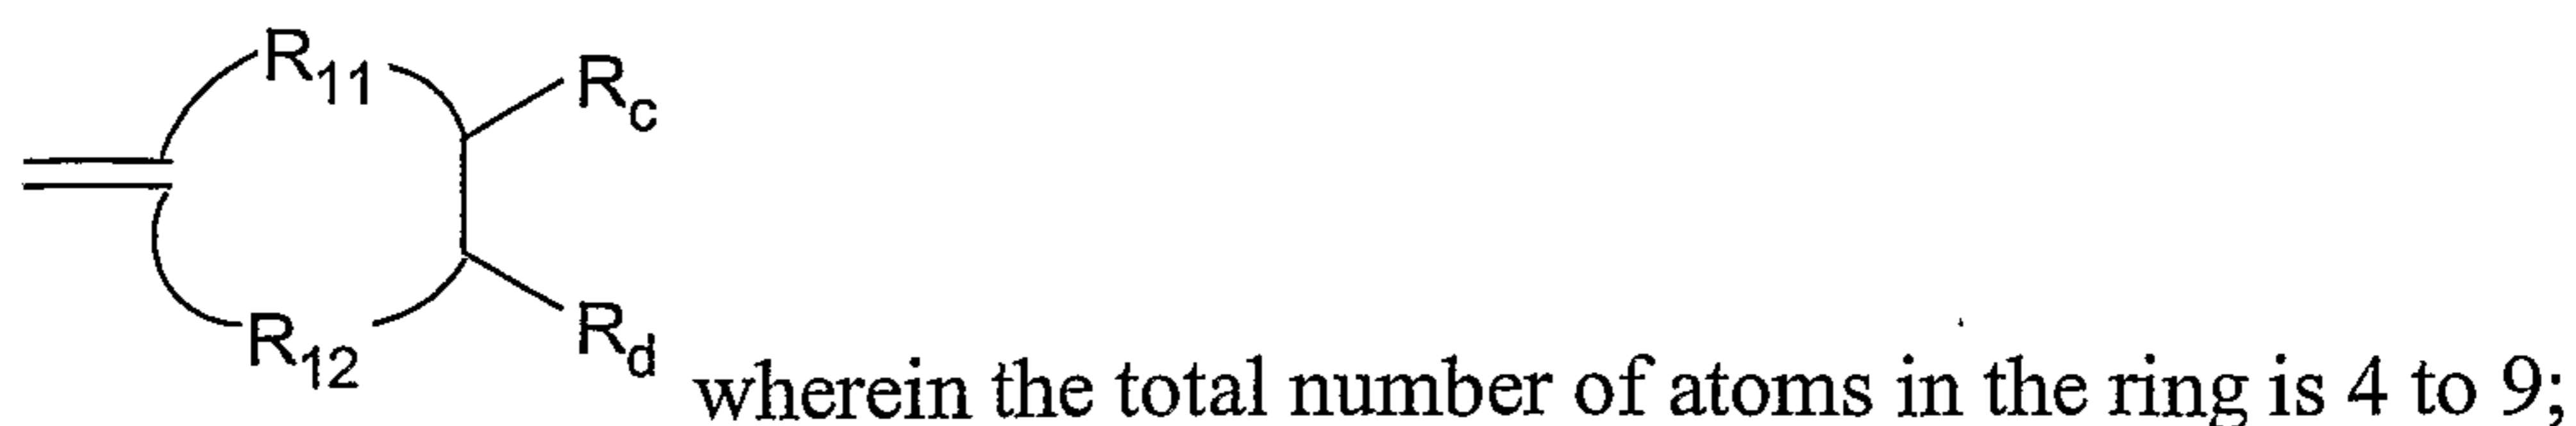 R11
Rc
R12
Rd
wherein the total number of atoms in the ring is 4 to 9;